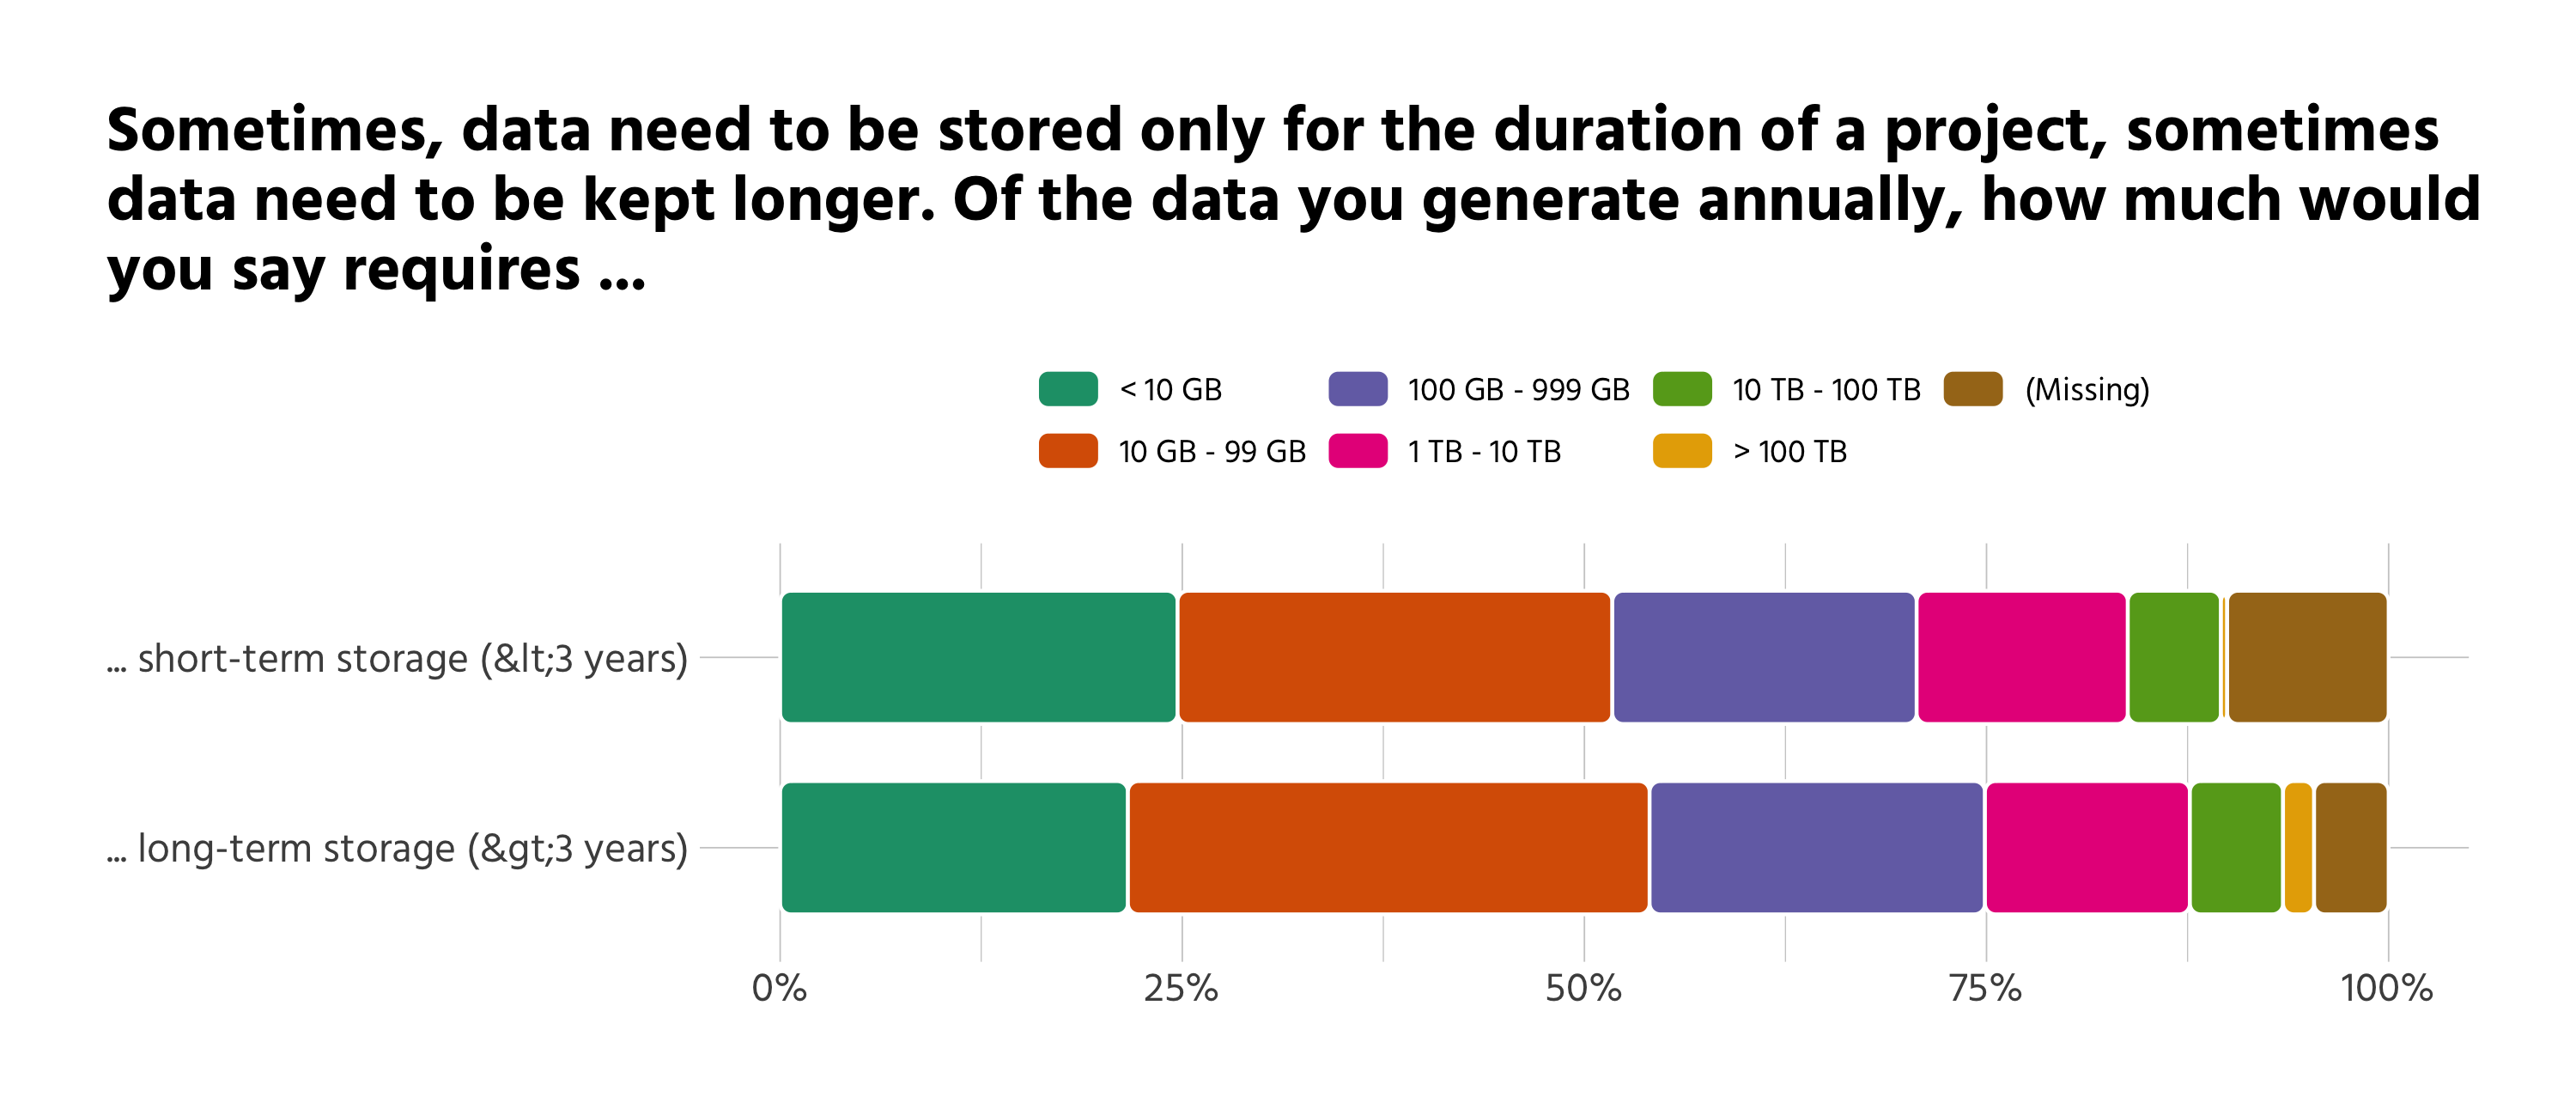 Sometimes, data need to be stored only for the duration of a project, sometimes
data need to be kept longer. Of the data you generate annually, how much would
you say requires ...
< 10 GB
100 GB - 999 GB
10 TB - 100 TB
(Missing)
10 GB - 99 GB
1 TB - 10 TB
> 100 TB
... short-term storage (&lt;3 years)
... long-term storage (&gt;3 years)
0%
25%
50%
75%
100%